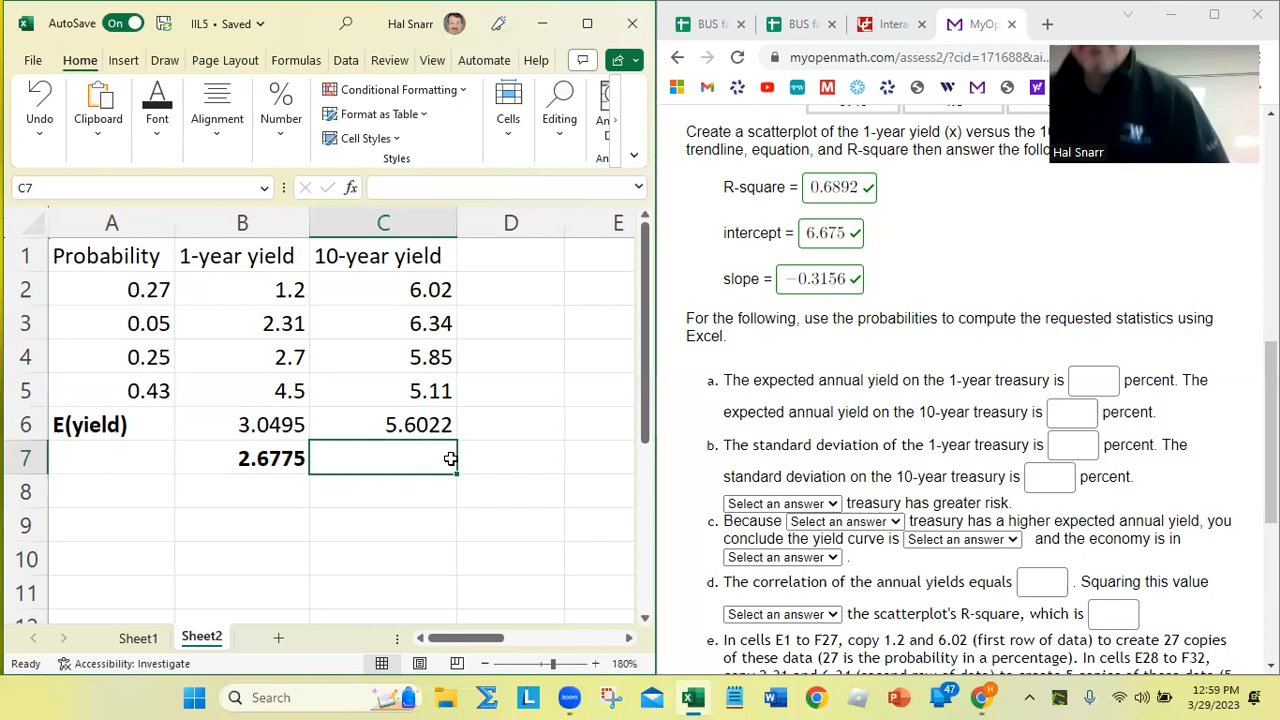 AutoSave On IIL5 • Saved Hal Snarr
File Home Insert Draw Page Layout Formulas Data Review View Automate Help
Undo Clipboard Font Alignment Number Conditional Formatting Format as Table Cell Styles Styles Cells Editing
C7 fx
A B C D E
1 Probability 1-year yield 10-year yield
2 0.27 1.2 6.02
3 0.05 2.31 6.34
4 0.25 2.7 5.85
5 0.43 4.5 5.11
6 E(yield) 3.0495 5.6022
7 2.6775
8
9
10
11
Sheet1 Sheet2
Ready Accessibility: Investigate 180%
BUS fa BUS fa Intera MyOp
myopenmath.com/assess2/?cid=171688&ai...
Create a scatterplot of the 1-year yield (x) versus the
trendline, equation, and R-square then answer the
Hal Snarr
R-square = 0.6892
intercept = 6.675
slope = −0.3156
For the following, use the probabilities to compute the requested statistics using
Excel.
a. The expected annual yield on the 1-year treasury is percent. The
expected annual yield on the 10-year treasury is percent.
b. The standard deviation of the 1-year treasury is percent. The
standard deviation on the 10-year treasury is percent.
Select an answer treasury has greater risk.
c. Because Select an answer treasury has a higher expected annual yield, you
conclude the yield curve is Select an answer and the economy is in
Select an answer .
d. The correlation of the annual yields equals . Squaring this value
Select an answer the scatterplot's R-square, which is
e. In cells E1 to F27, copy 1.2 and 6.02 (first row of data) to create 27 copies
of these data (27 is the probability in a percentage). In cells E28 to F32,
Search 47 12:59 PM
3/29/2023